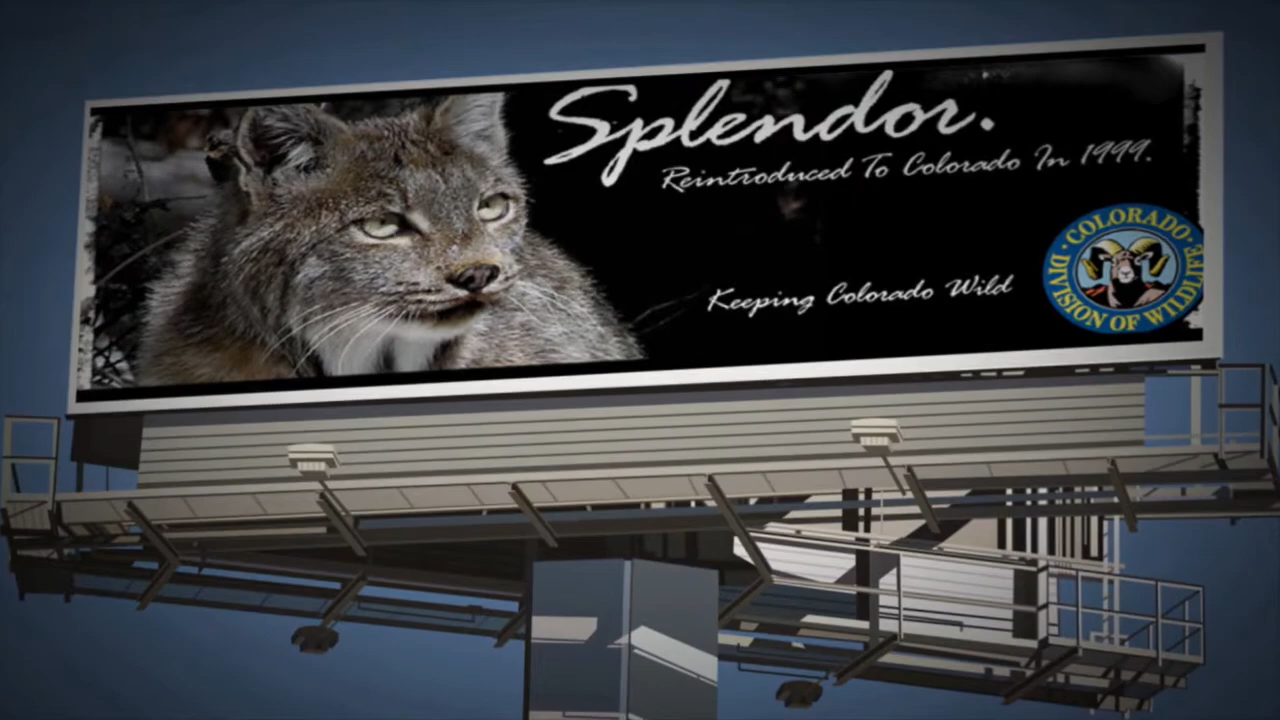 Splendor.
Reintroduced To Colorado In 1999.
Keeping Colorado Wild
COLORADO
DIVISION OF WILDLIFE